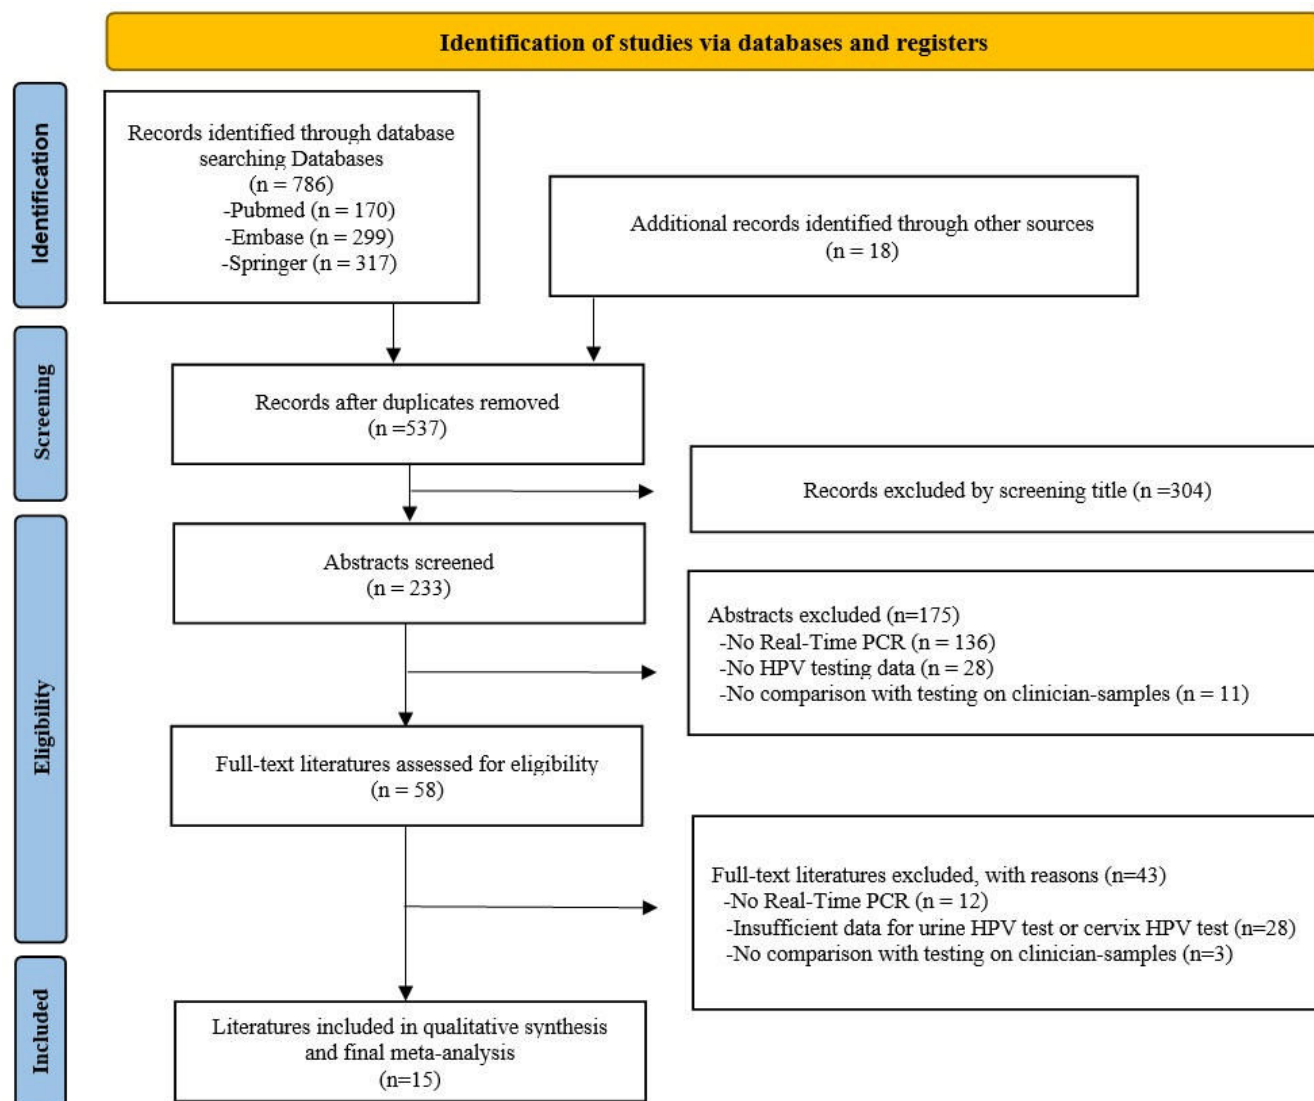 Identification of studies via databases and registers
Identification
Records identified through database
searching Databases
(n = 786)
-Pubmed (n = 170)
-Embase (n = 299)
-Springer (n = 317)
Additional records identified through other sources
(n = 18)
Screening
Records after duplicates removed
(n =537)
Records excluded by screening title (n =304)
Eligibility
Abstracts screened
(n = 233)
Abstracts excluded (n=175)
-No Real-Time PCR (n = 136)
-No HPV testing data (n = 28)
-No comparison with testing on clinician-samples (n = 11)
Full-text literatures assessed for eligibility
(n = 58)
Full-text literatures excluded, with reasons (n=43)
-No Real-Time PCR (n = 12)
-Insufficient data for urine HPV test or cervix HPV test (n=28)
-No comparison with testing on clinician-samples (n=3)
Included
Literatures included in qualitative synthesis
and final meta-analysis
(n=15)